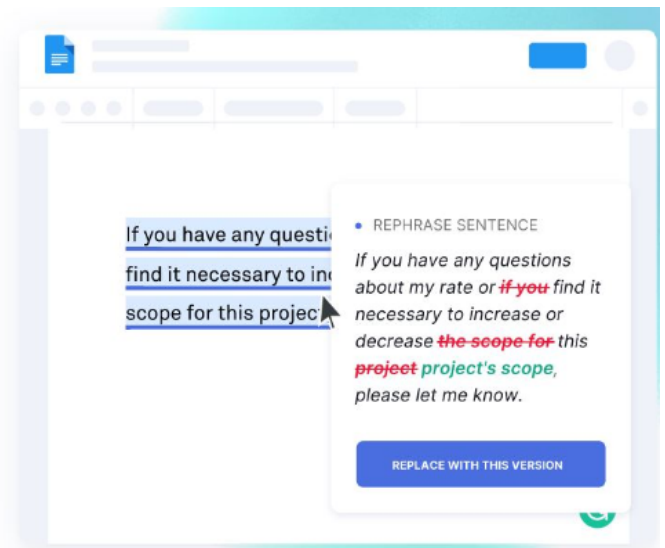 If you have any questi
find it necessary to in
scope for this projec
REPHRASE SENTENCE
If you have any questions
about my rate or if you find it
necessary to increase or
decrease the scope for this
project project's scope,
please let me know.
REPLACE WITH THIS VERSION